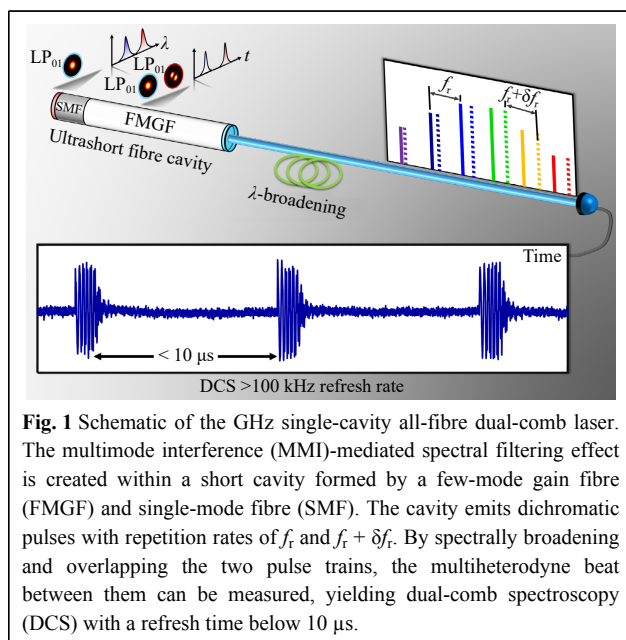 λ
LP01
LP01
LP01
t
SMF
FMGF
Ultrashort fibre cavity
λ-broadening
fr
fr+δfr
Time
< 10 μs
DCS >100 kHz refresh rate
Fig. 1 Schematic of the GHz single-cavity all-fibre dual-comb laser.
The multimode interference (MMI)-mediated spectral filtering effect
is created within a short cavity formed by a few-mode gain fibre
(FMGF) and single-mode fibre (SMF). The cavity emits dichromatic
pulses with repetition rates of fr and fr + δfr. By spectrally broadening
and overlapping the two pulse trains, the multiheterodyne beat
between them can be measured, yielding dual-comb spectroscopy
(DCS) with a refresh time below 10 μs.